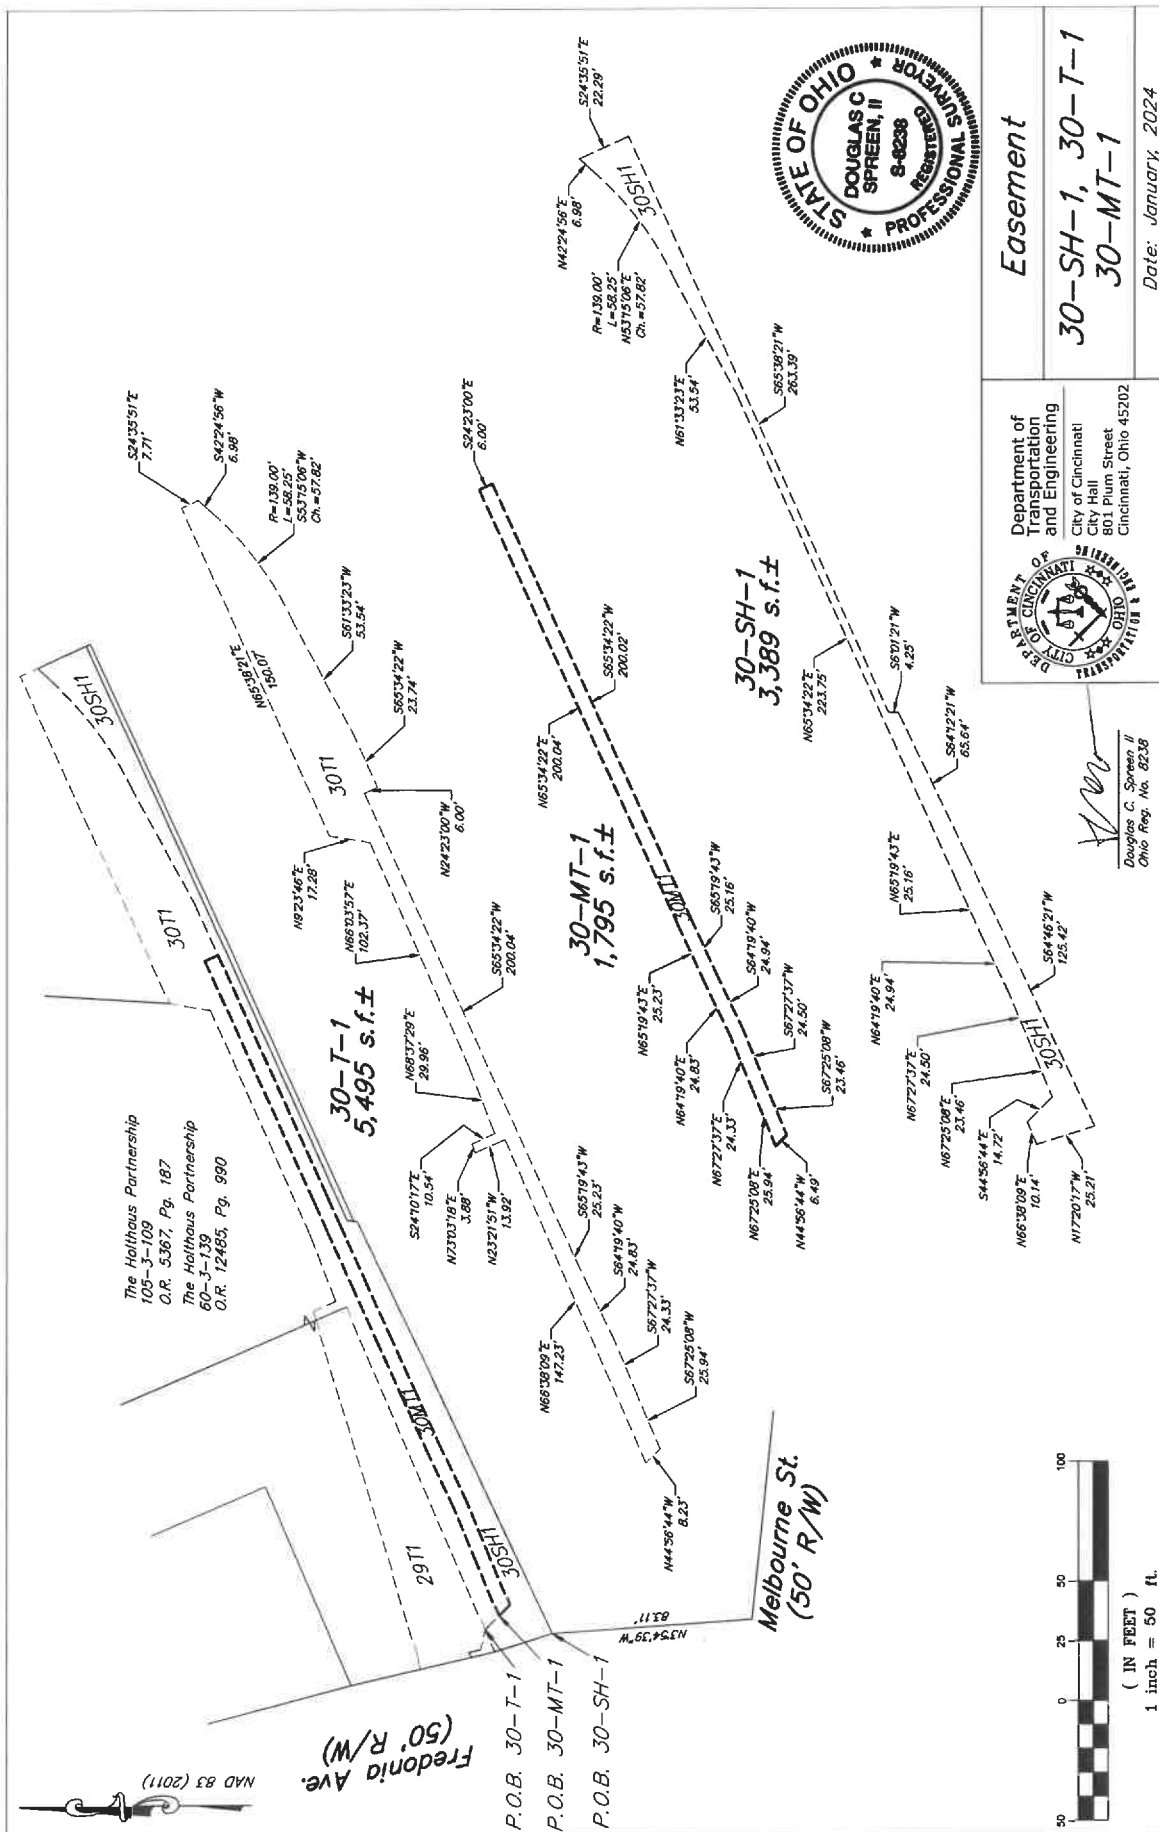 NAD 83 (2011)
Fredonia Ave.
(50' R/W)
P.O.B. 30-T-1
P.O.B. 30-MT-1
P.O.B. 30-SH-1
N3°54'39"W
83.11'
Melbourne St.
(50' R/W)
29T1
30SH1
30MT1
30T1
30SH1
The Holthaus Partnership
105-3-109
O.R. 5367, Pg. 187
The Holthaus Partnership
60-3-139
O.R. 12485, Pg. 990
30-T-1
5,495 s.f.±
30T1
N44°56'44"W
8.23'
N66°38'09"E
147.23'
N23°21'51"W
13.92'
N73°03'18"E
3.88'
S24°10'17"E
10.54'
N68°37'29"E
29.96'
N66°03'57"E
102.37'
N9°23'46"E
17.28'
N65°38'21"E
150.07
S24°35'51"E
7.71'
S42°24'56"W
6.98'
R=139.00'
L=58.25'
S53°15'06"W
Ch.=57.82'
S61°33'23"W
53.54'
S65°34'22"W
23.74'
N24°23'00"W
6.00'
S65°34'22"W
200.04'
S65°19'43"W
25.23'
S64°19'40"W
24.83'
S67°27'37"W
24.33'
S67°25'08"W
25.94'
30-MT-1
1,795 s.f.±
30MT1
N44°56'44"W
6.49'
N67°25'08"E
25.94'
N67°27'37"E
24.33'
N64°19'40"E
24.83'
N65°19'43"E
25.23'
N65°34'22"E
200.04'
S24°23'00"E
6.00'
S65°34'22"W
200.02'
S65°19'43"W
25.16'
S64°19'40"W
24.94'
S67°27'37"W
24.50'
S67°25'08"W
23.46'
30-SH-1
3,389 s.f.±
30SH1
30SH1
N17°20'17"W
25.21'
N66°38'09"E
10.14'
S44°56'44"E
14.72'
N67°25'08"E
23.46'
N67°27'37"E
24.50'
N64°19'40"E
24.94'
N65°19'43"E
25.16'
N65°34'22"E
223.75'
N61°33'23"E
53.54'
R=139.00'
L=58.25'
N53°15'06"E
Ch.=57.82'
N42°24'56"E
6.98'
S24°35'51"E
22.29'
S65°38'21"W
263.39'
S6°01'21"W
4.25'
S64°12'21"W
65.64'
S64°46'21"W
125.42'
STATE OF OHIO
DOUGLAS C
SPREEN, II
S-8238
REGISTERED
PROFESSIONAL SURVEYOR
50
0
25
50
100
( IN FEET )
1 inch = 50 ft.
Douglas C. Spreen II
Ohio Reg. No. 8238
DEPARTMENT OF
TRANSPORTATION & ENGINEERING
CITY OF CINCINNATI
OHIO
Department of
Transportation
and Engineering
City of Cincinnati
City Hall
801 Plum Street
Cincinnati, Ohio 45202
Easement
30-SH-1, 30-T-1
30-MT-1
Date: January, 2024